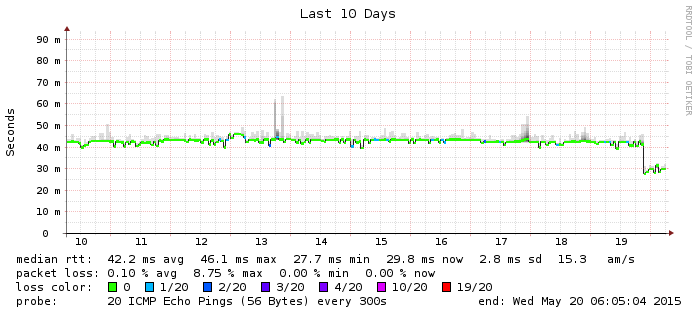 Last 10 Days
RRDTOOL / TOBI OETIKER
Seconds
90 m
80 m
70 m
60 m
50 m
40 m
30 m
20 m
10 m
0
10 11 12 13 14 15 16 17 18 19
median rtt: 42.2 ms avg 46.1 ms max 27.7 ms min 29.8 ms now 2.8 ms sd 15.3 am/s
packet loss: 0.10 % avg 8.75 % max 0.00 % min 0.00 % now
loss color: 0 1/20 2/20 3/20 4/20 10/20 19/20
probe: 20 ICMP Echo Pings (56 Bytes) every 300s end: Wed May 20 06:05:04 2015